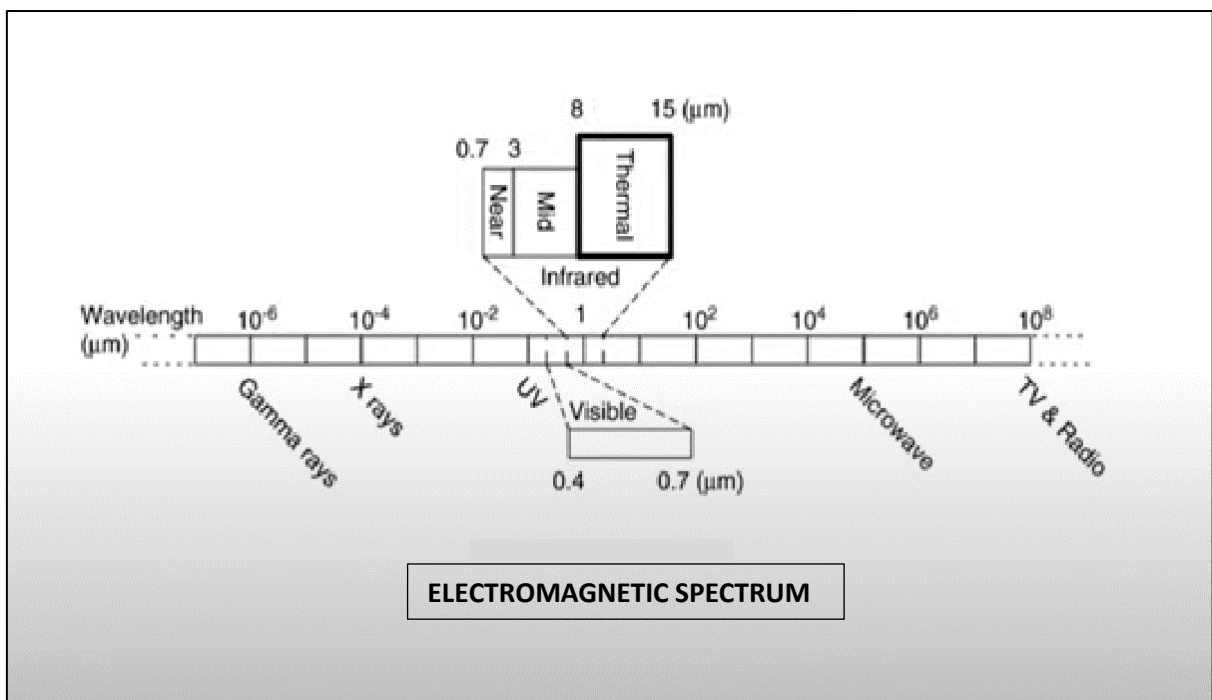 8 15 (μm)
0.7 3
Near
Mid
Thermal
Infrared
Wavelength
(μm)
10⁻⁶ 10⁻⁴ 10⁻² 1 10² 10⁴ 10⁶ 10⁸
Gamma rays
X rays
UV
Visible
Microwave
TV & Radio
0.4 0.7 (μm)
ELECTROMAGNETIC SPECTRUM